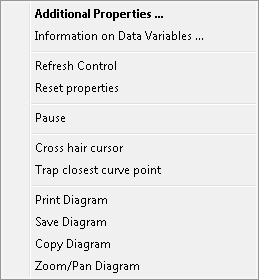 Additional Properties ...
Information on Data Variables ...
Refresh Control
Reset properties
Pause
Cross hair cursor
Trap closest curve point
Print Diagram
Save Diagram
Copy Diagram
Zoom/Pan Diagram